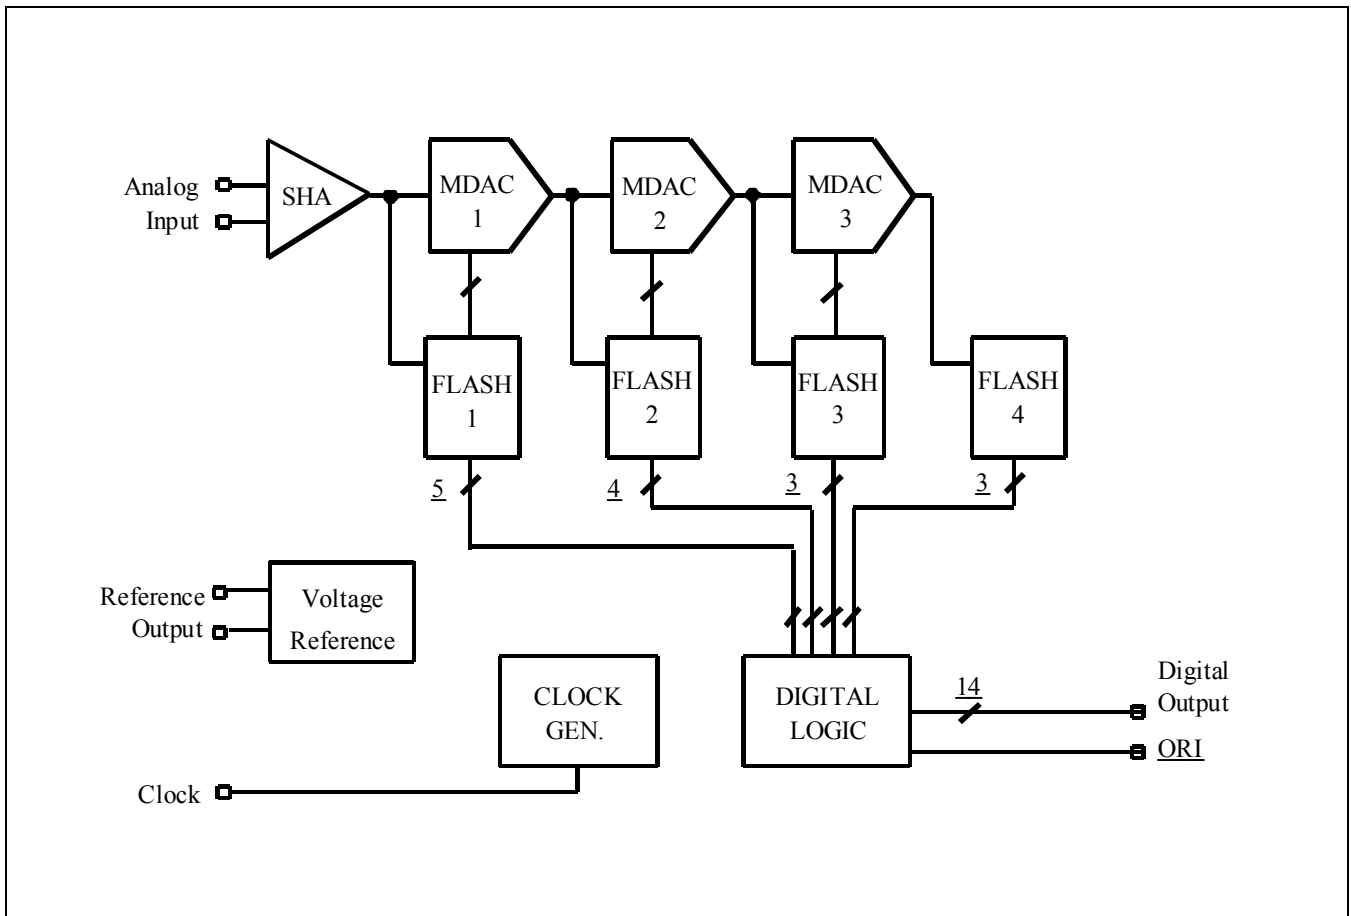 Analog
Input
SHA
MDAC
1
MDAC
2
MDAC
3
FLASH
1
FLASH
2
FLASH
3
FLASH
4
5
4
3
3
Reference
Output
Voltage
Reference
CLOCK
GEN.
DIGITAL
LOGIC
14
Digital
Output
ORI
Clock